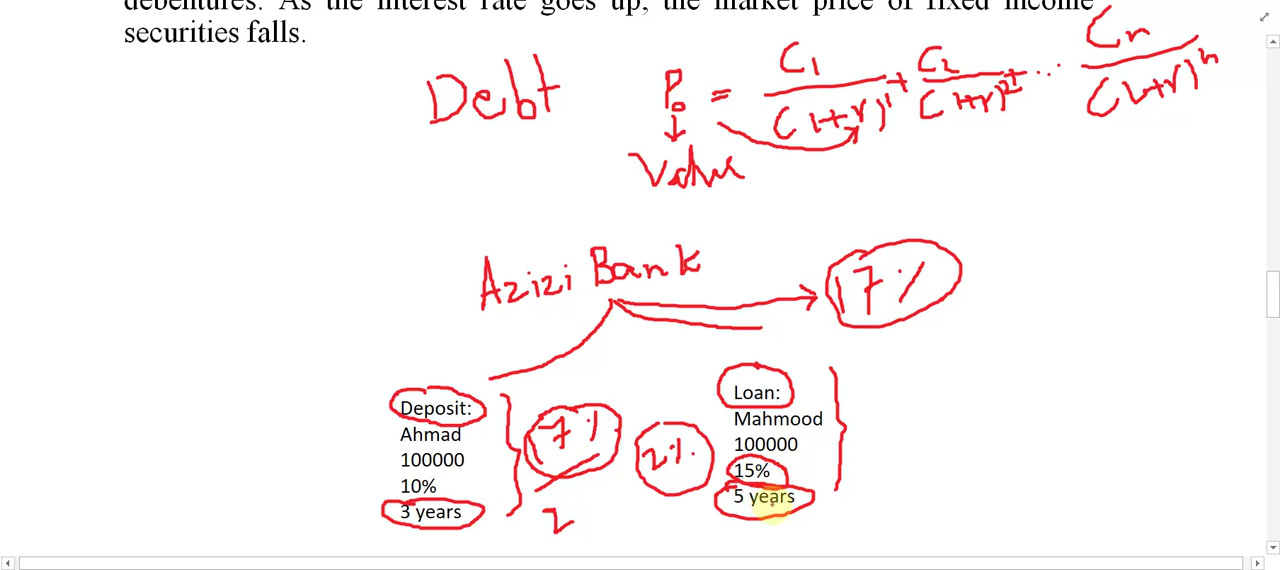 debentures. As the interest rate goes up, the market price of fixed income
securities falls.
Debt
P₀ = C₁/(1+r)¹ + C₂/(1+r)² + ... Cn/(1+r)ⁿ
Value
Azizi Bank
17%
Deposit:
Ahmad
100000
10%
3 years
17%
2
2%
Loan:
Mahmood
100000
15%
5 years